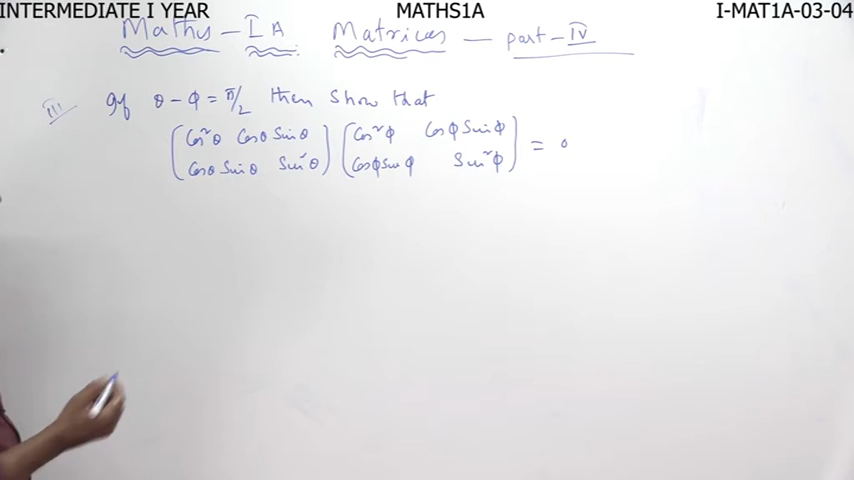 INTERMEDIATE I YEAR MATHS1A I-MAT1A-03-04
Maths - I A Matrices - part - IV
III If θ - ϕ = π/2 then show that
(cos²θ cosθ sinθ) (cos²ϕ cosϕ sinϕ)
(cosθ sinθ sin²θ) (cosϕ sinϕ sin²ϕ) = 0